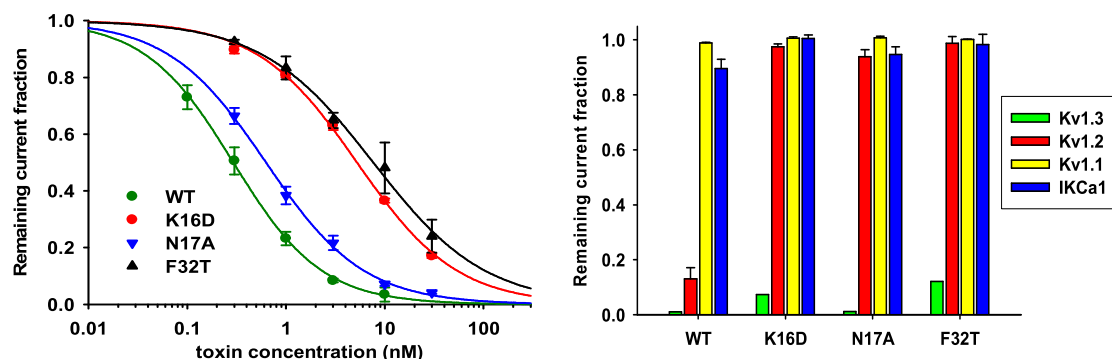 Remaining current fraction
1.0
0.8
0.6
0.4
0.2
0.0
WT
K16D
N17A
F32T
0.01
0.1
1
10
100
toxin concentration (nM)
Remaining current fraction
1.0
0.8
0.6
0.4
0.2
0.0
WT
K16D
N17A
F32T
Kv1.3
Kv1.2
Kv1.1
IKCa1